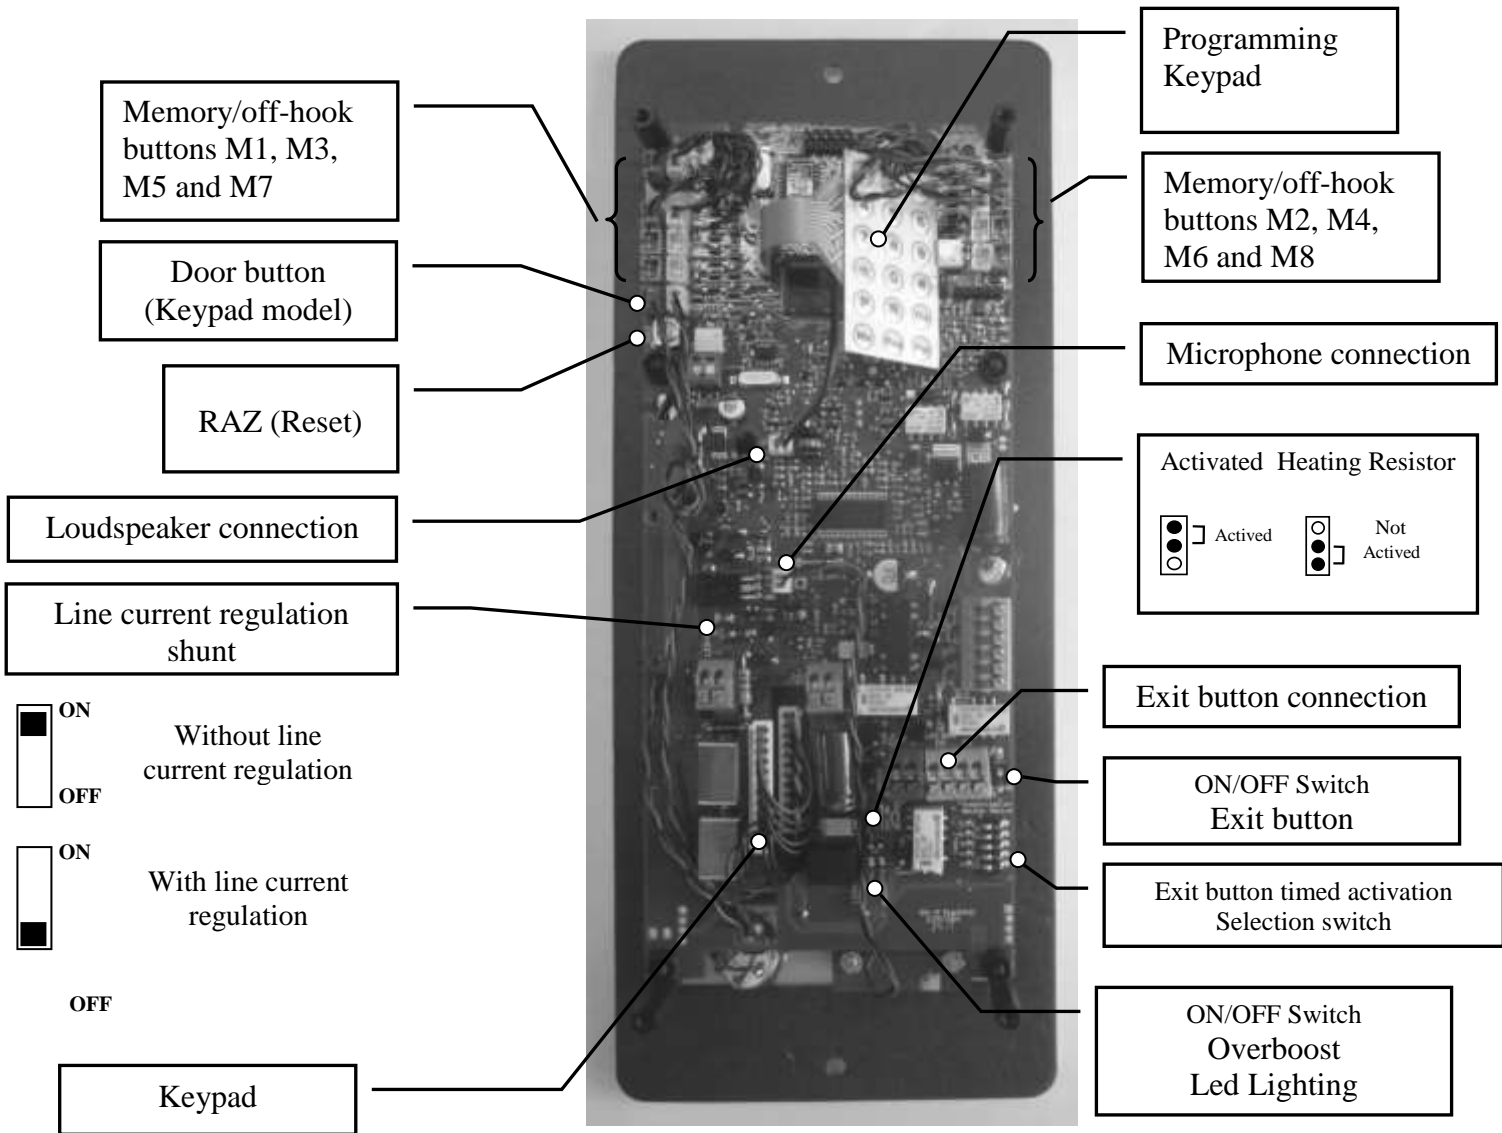 Programming
Keypad
Memory/off-hook
buttons M1, M3,
M5 and M7
Memory/off-hook
buttons M2, M4,
M6 and M8
Door button
(Keypad model)
Microphone connection
RAZ (Reset)
Activated Heating Resistor
Actived
Not
Actived
Loudspeaker connection
Line current regulation
shunt
ON
OFF
Without line
current regulation
Exit button connection
ON/OFF Switch
Exit button
ON
With line current
regulation
Exit button timed activation
Selection switch
OFF
ON/OFF Switch
Overboost
Led Lighting
Keypad